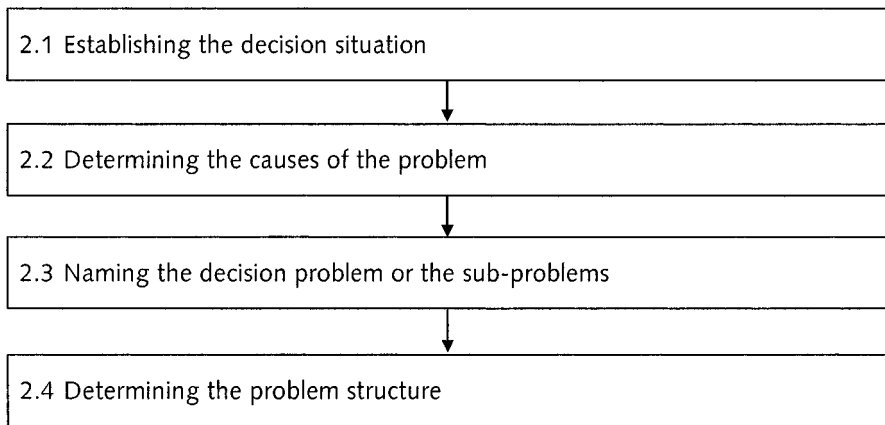 2.1 Establishing the decision situation
2.2 Determining the causes of the problem
2.3 Naming the decision problem or the sub-problems
2.4 Determining the problem structure